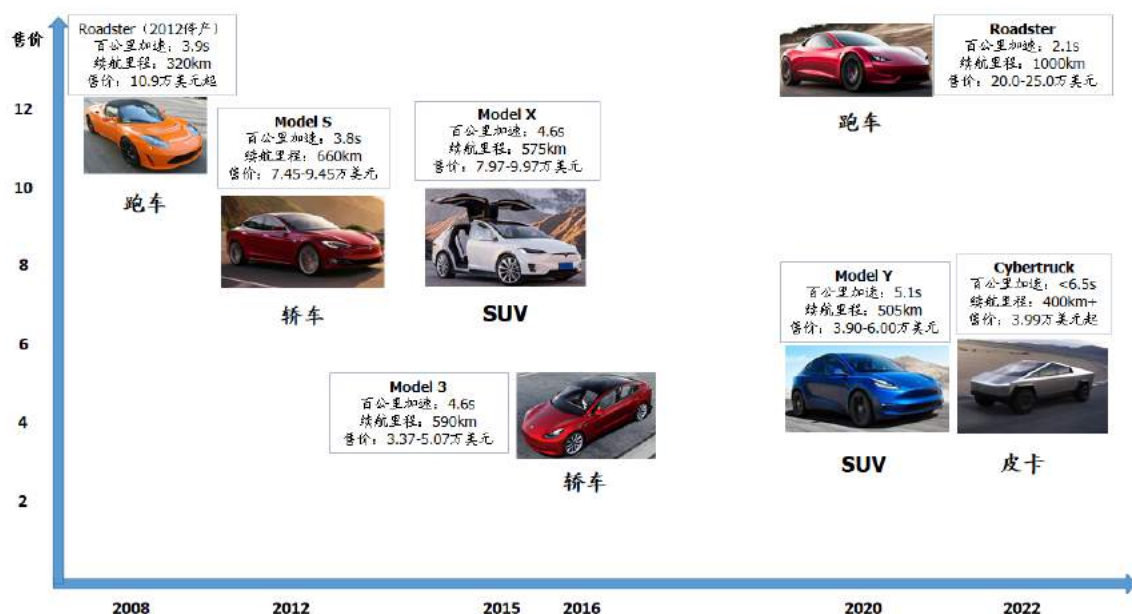 售价
12
10
8
6
4
2
Roadster（2012停产）
百公里加速：3.9s
续航里程：320km
售价：10.9万美元起
跑车
Model S
百公里加速：3.8s
续航里程：660km
售价：7.45-9.45万美元
轿车
Model X
百公里加速：4.6s
续航里程：575km
售价：7.97-9.97万美元
SUV
Model 3
百公里加速：4.6s
续航里程：590km
售价：3.37-5.07万美元
轿车
Roadster
百公里加速：2.1s
续航里程：1000km
售价：20.0-25.0万美元
跑车
Model Y
百公里加速：5.1s
续航里程：505km
售价：3.90-6.00万美元
SUV
Cybertruck
百公里加速：<6.5s
续航里程：400km+
售价：3.99万美元起
皮卡
2008
2012
2015
2016
2020
2022